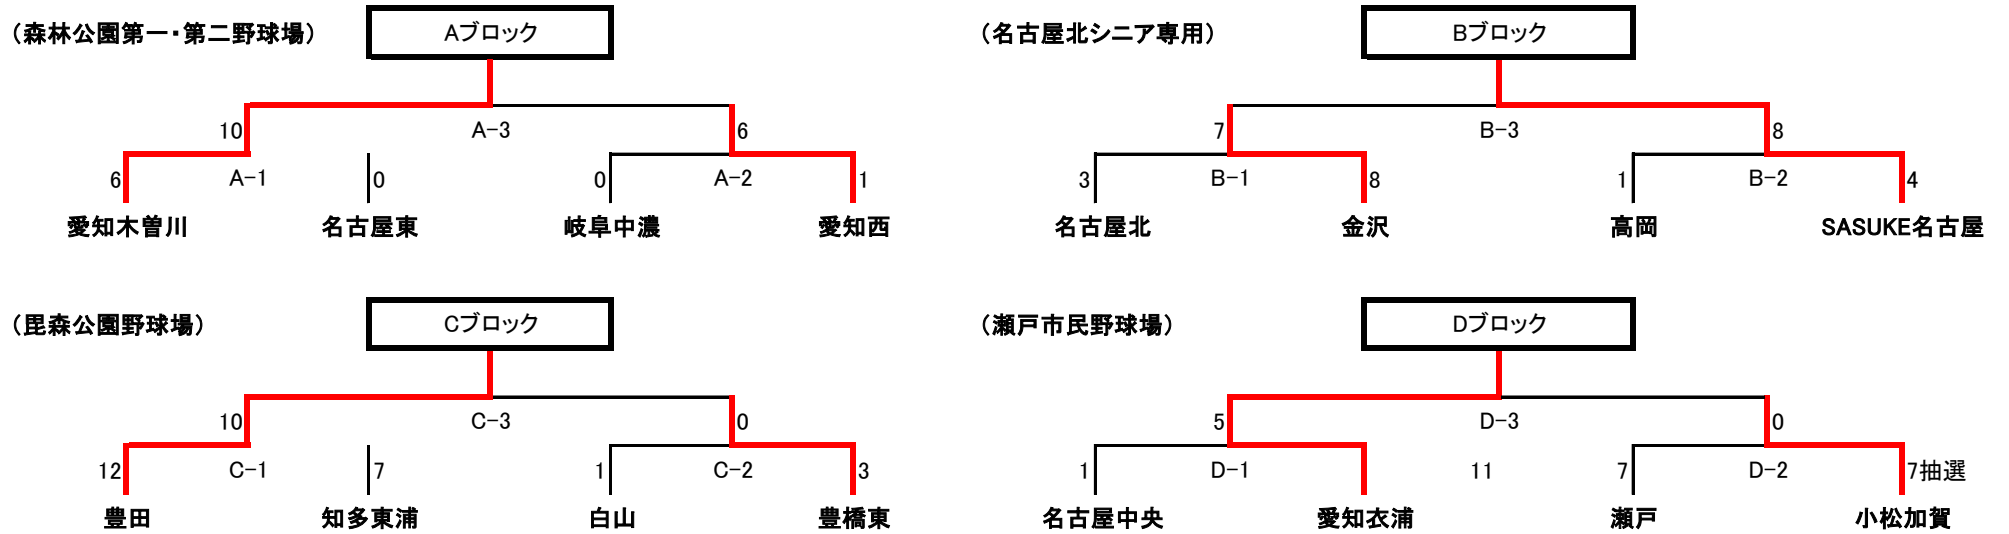 （森林公園第一・第二野球場）
Aブロック
10 A-3 6
6 A-1 0 0 A-2 1
愛知木曽川 名古屋東 岐阜中濃 愛知西
（名古屋北シニア専用）
Bブロック
7 B-3 8
3 B-1 8 1 B-2 4
名古屋北 金沢 高岡 SASUKE名古屋
（毘森公園野球場）
Cブロック
10 C-3 0
12 C-1 7 1 C-2 3
豊田 知多東浦 白山 豊橋東
（瀬戸市民野球場）
Dブロック
5 D-3 0
1 D-1 11 7 D-2 7抽選
名古屋中央 愛知衣浦 瀬戸 小松加賀